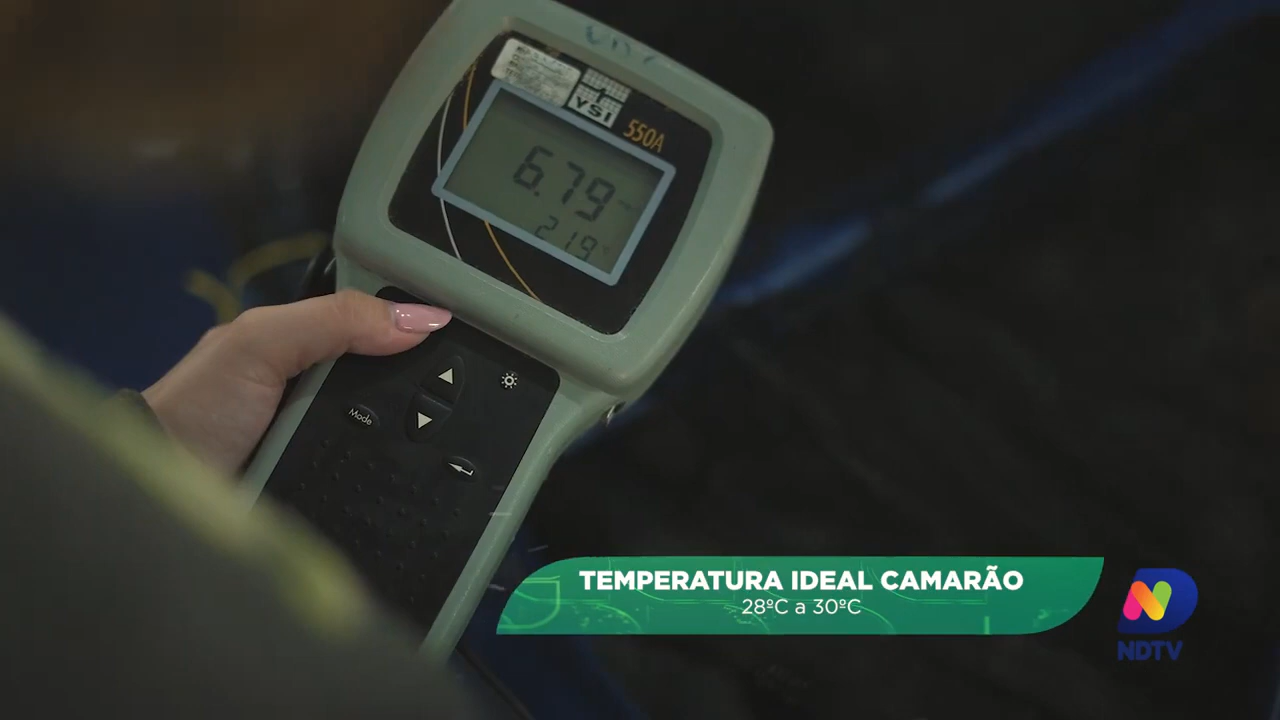 YSI
550A
6.79
21.9
Mode
TEMPERATURA IDEAL CAMARÃO
28ºC a 30ºC
NDTV